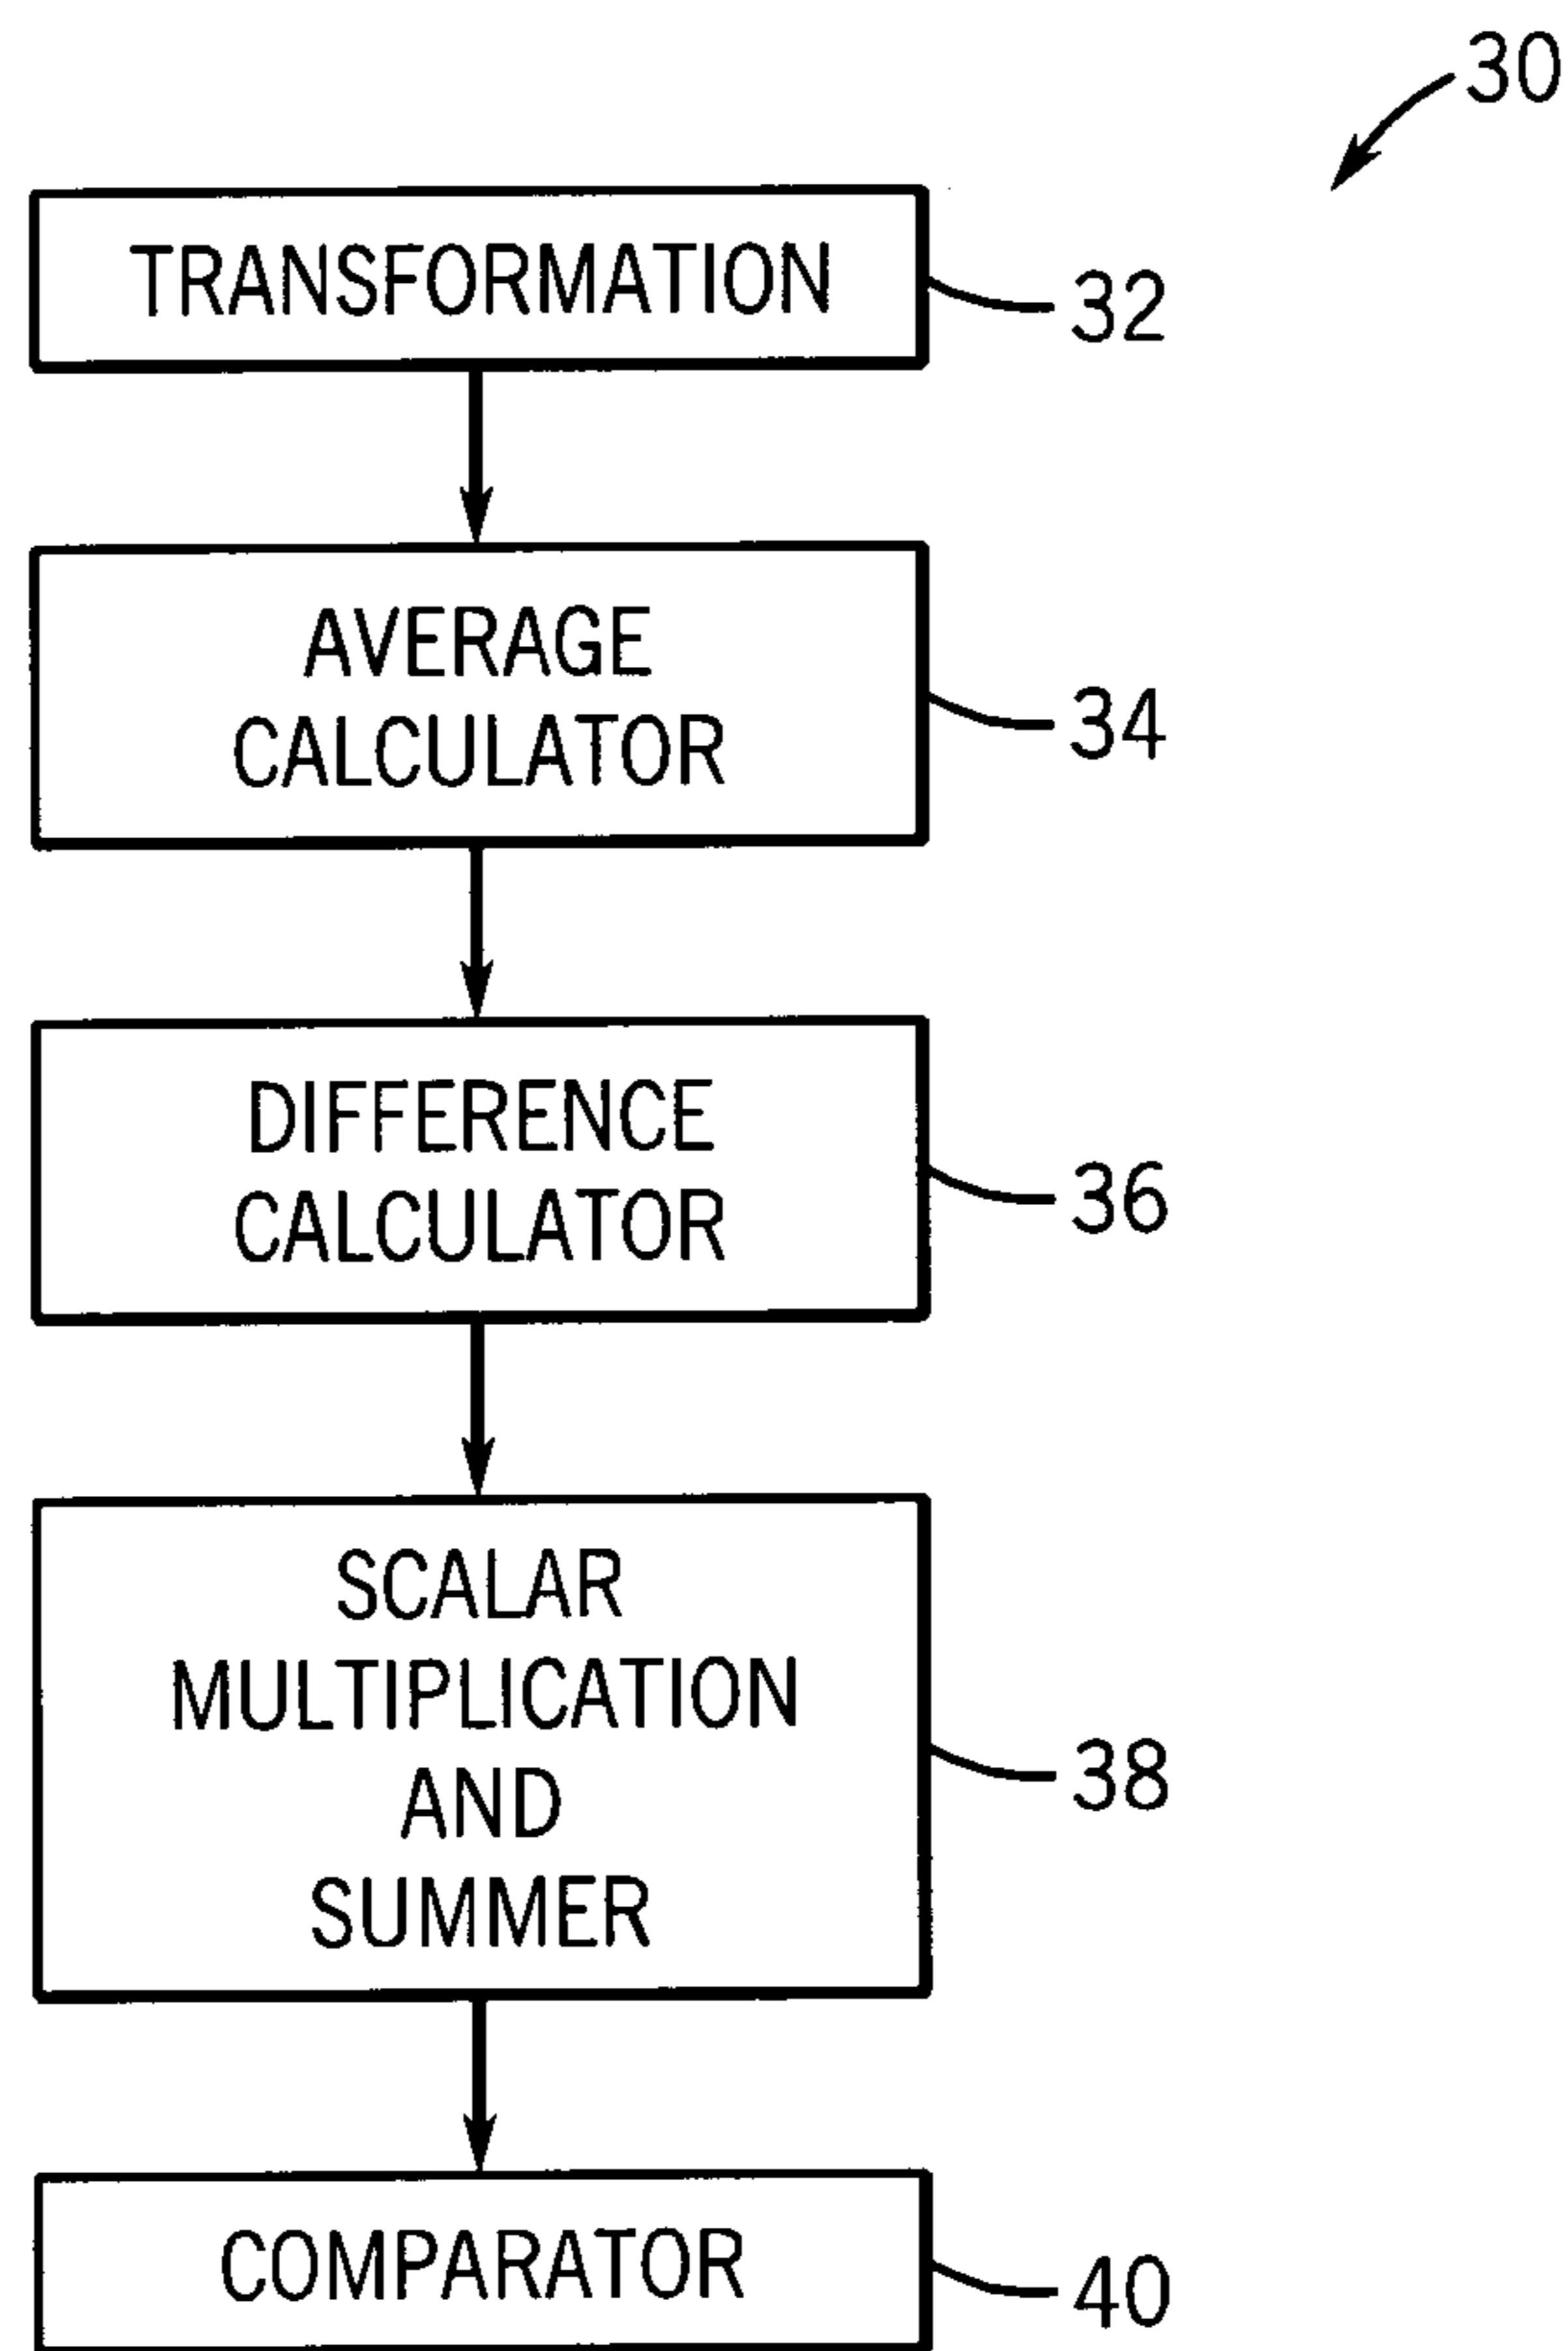 30
TRANSFORMATION
32
AVERAGE
CALCULATOR
34
DIFFERENCE
CALCULATOR
36
SCALAR
MULTIPLICATION
AND
SUMMER
38
COMPARATOR
40